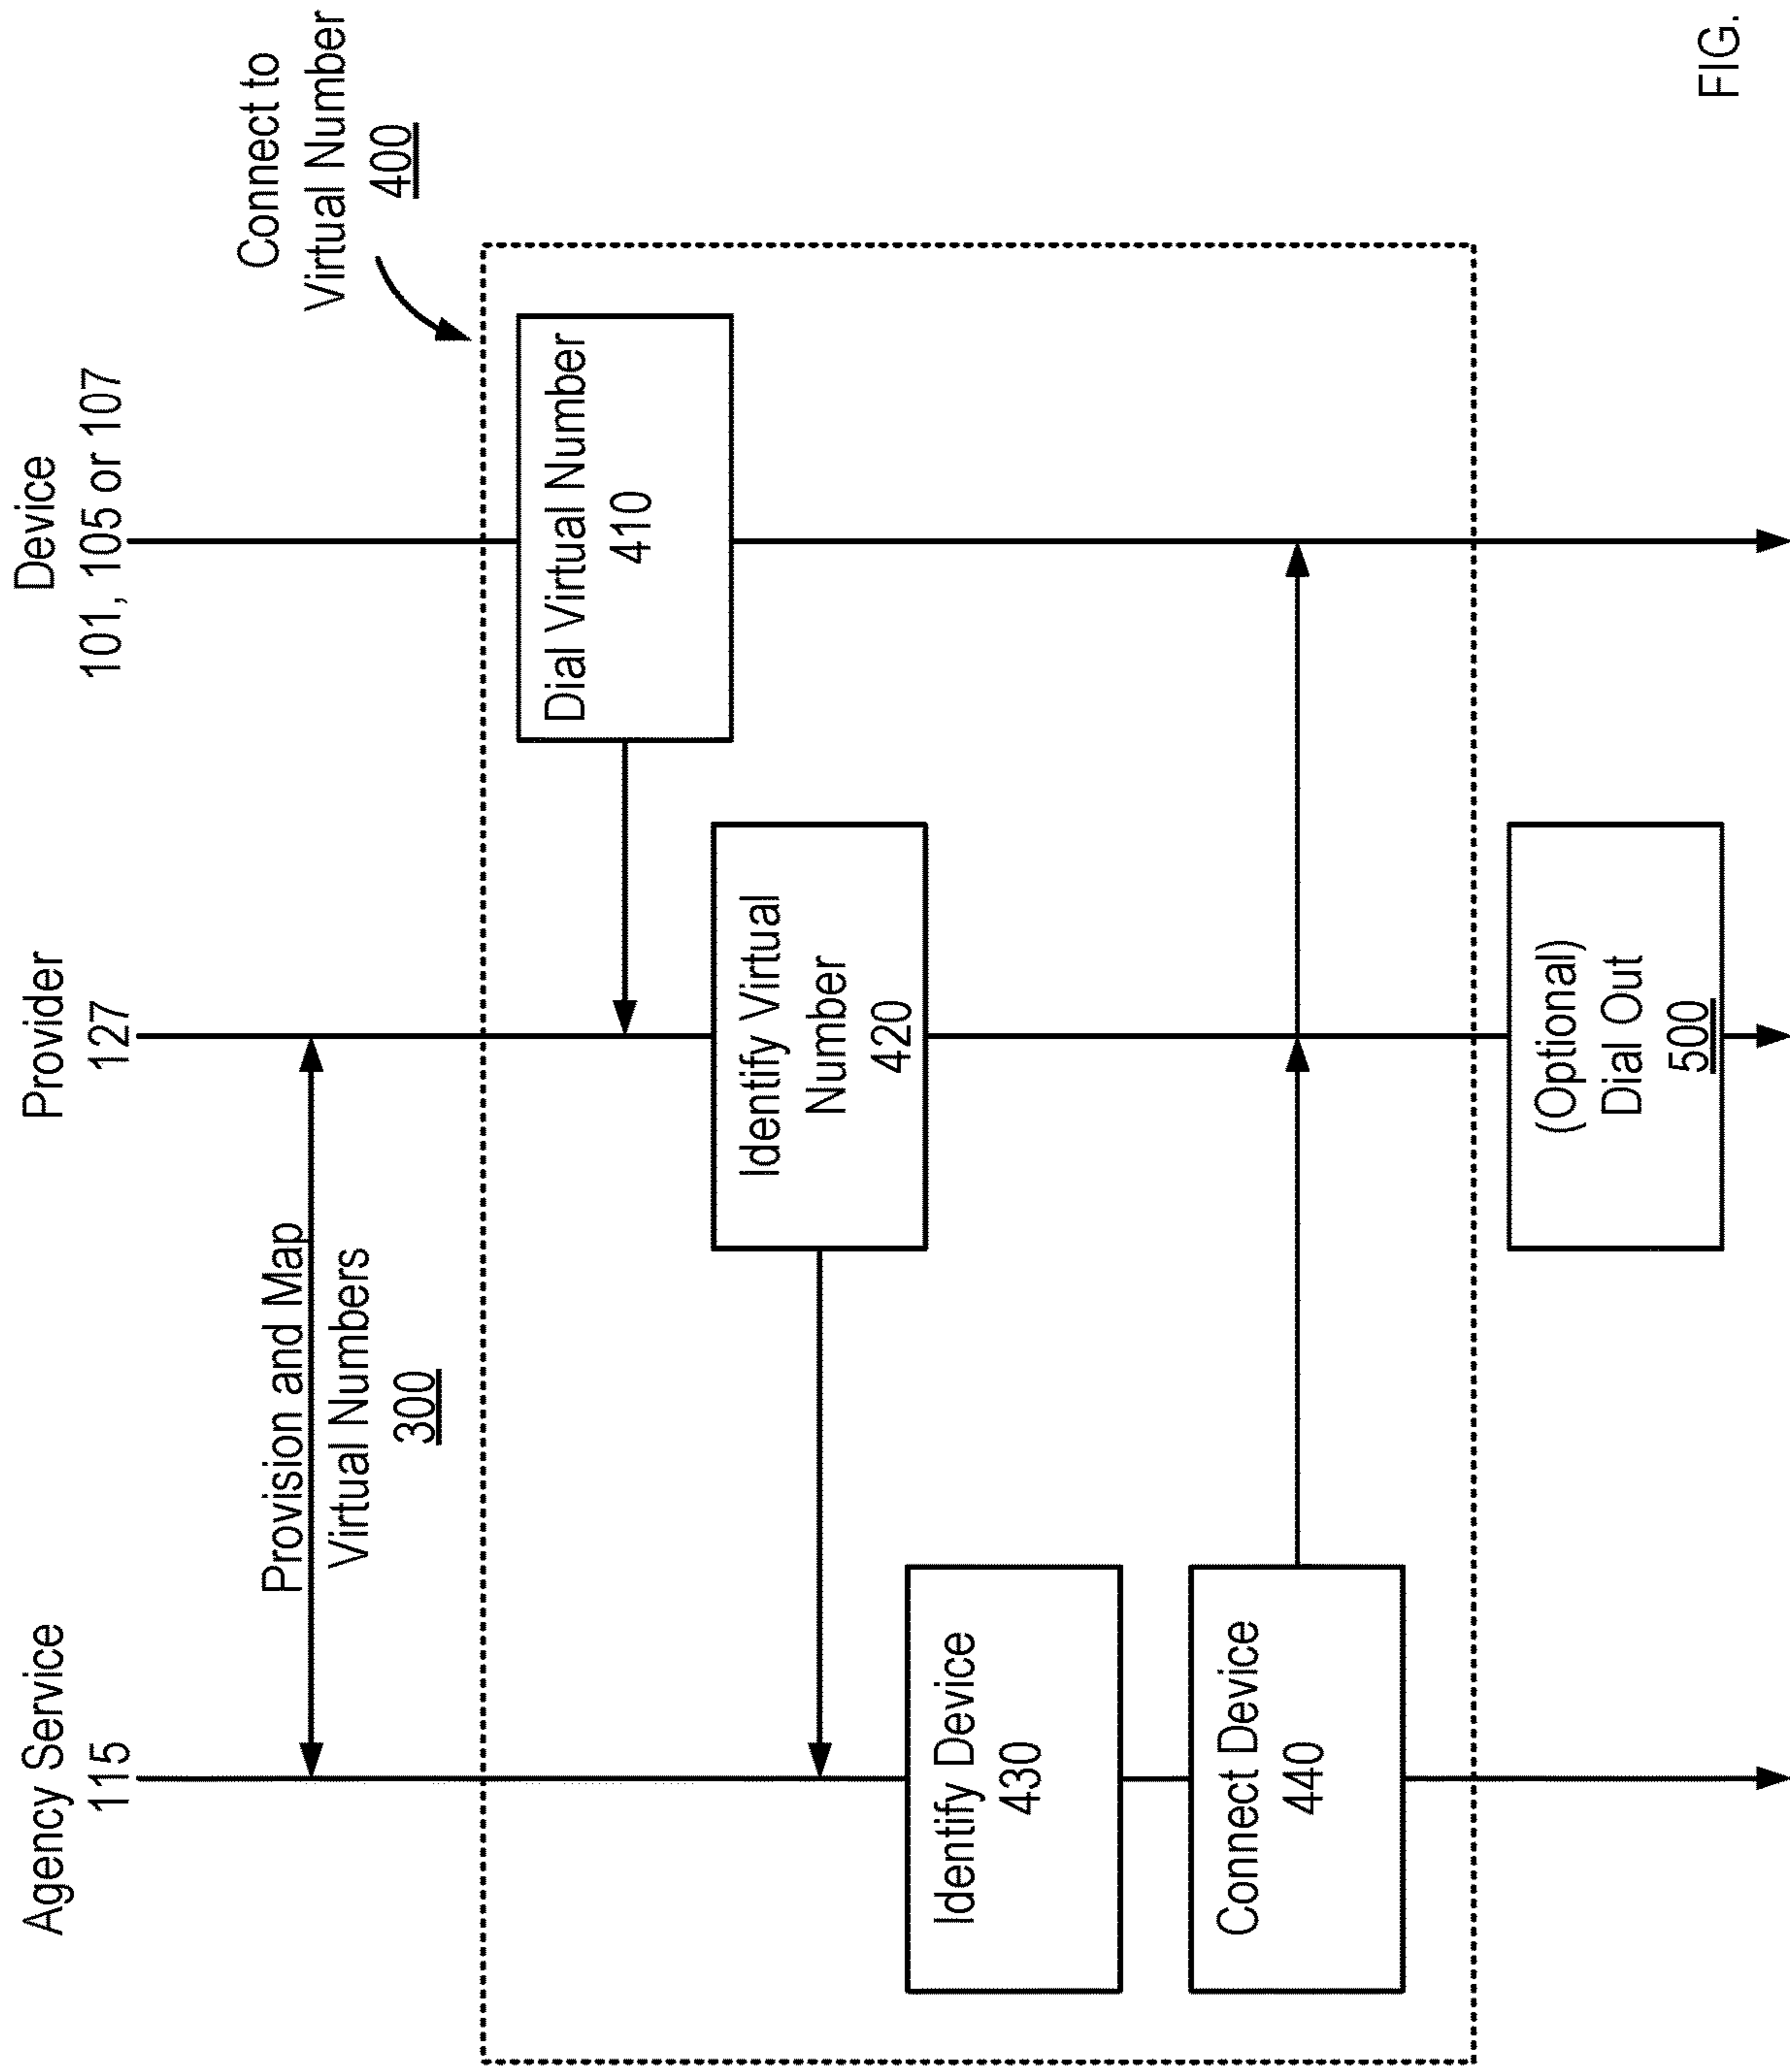 Agency Service
115
Provider
127
Device
101, 105 or 107
Provision and Map
Virtual Numbers
300
Connect to
Virtual Number
400
Dial Virtual Number
410
Identify Virtual
Number
420
Identify Device
430
Connect Device
440
(Optional)
Dial Out
500
FIG.